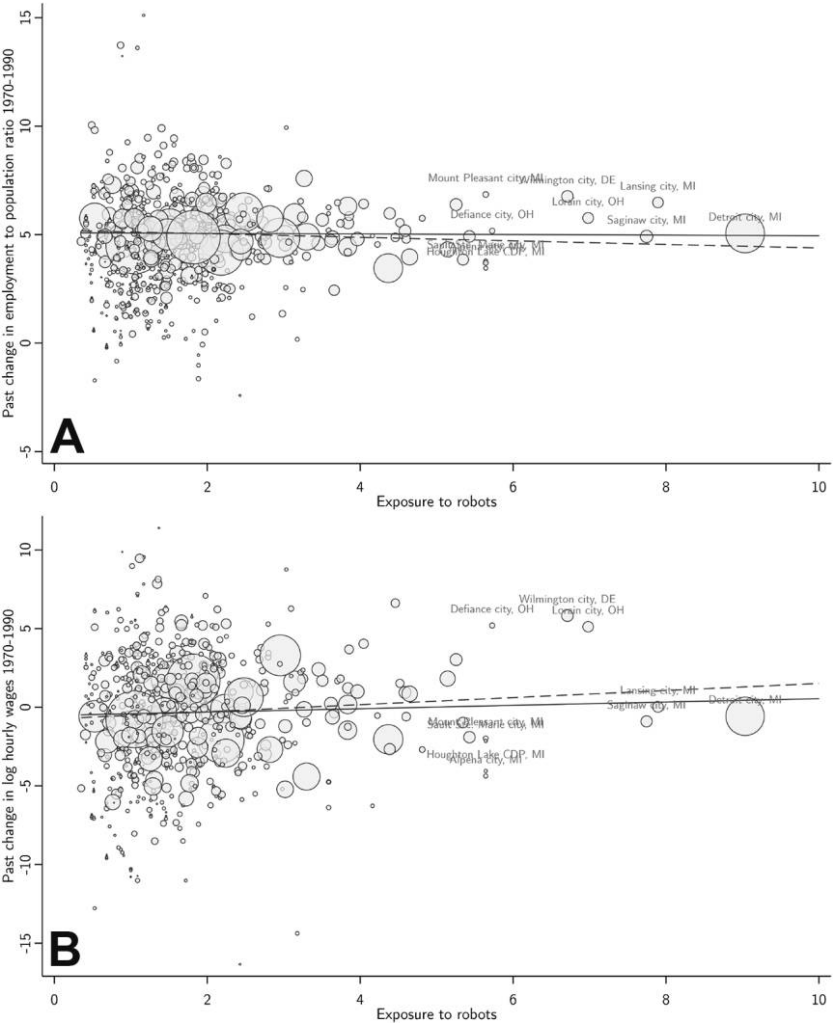 Past change in employment to population ratio 1970-1990
15
10
5
0
-5
Mount Pleasant city, MI
Wilmington city, DE
Lansing city, MI
Lorain city, OH
Defiance city, OH
Saginaw city, MI
Detroit city, MI
Houghton Lake CDP, MI
A
0 2 4 6 8 10
Exposure to robots
Past change in log hourly wages 1970-1990
10
5
0
-5
-10
-15
Wilmington city, DE
Defiance city, OH
Lorain city, OH
Lansing city, MI
Detroit city, MI
Saginaw city, MI
Mount Pleasant city, MI
Sault Ste. Marie city, MI
Houghton Lake CDP, MI
Alpena city, MI
B
0 2 4 6 8 10
Exposure to robots